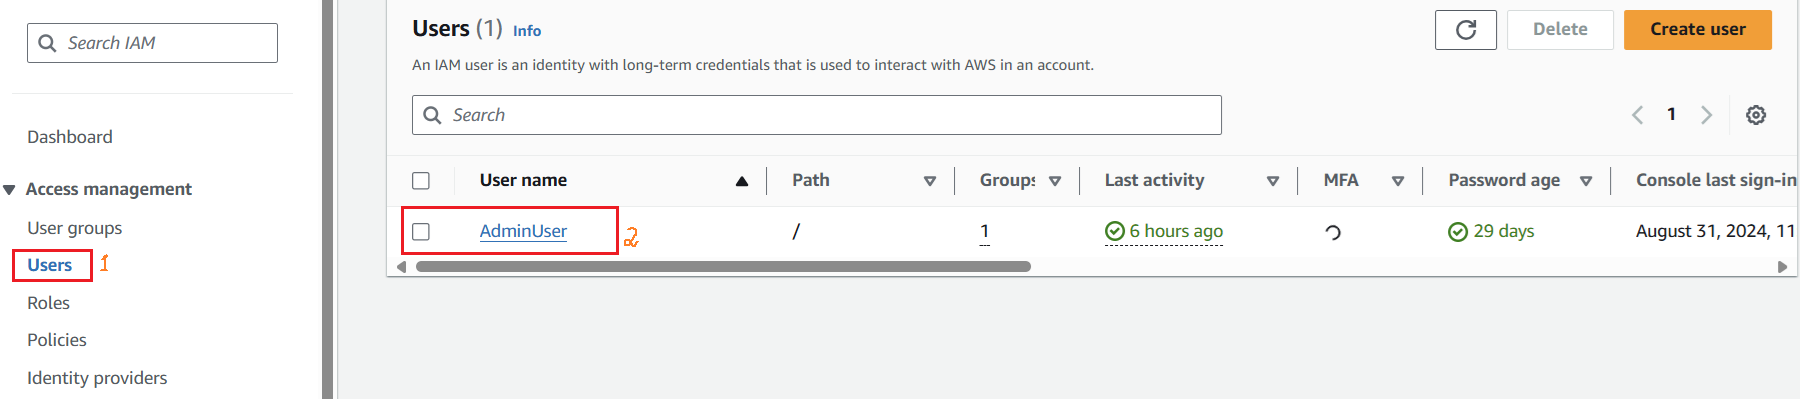 Search IAM
Dashboard
Access management
User groups
Users 1
Roles
Policies
Identity providers
Users (1) Info
Delete
Create user
An IAM user is an identity with long-term credentials that is used to interact with AWS in an account.
Search
1
User name Path Groups Last activity MFA Password age Console last sign-in
AdminUser 2 / 1 6 hours ago 29 days August 31, 2024, 11